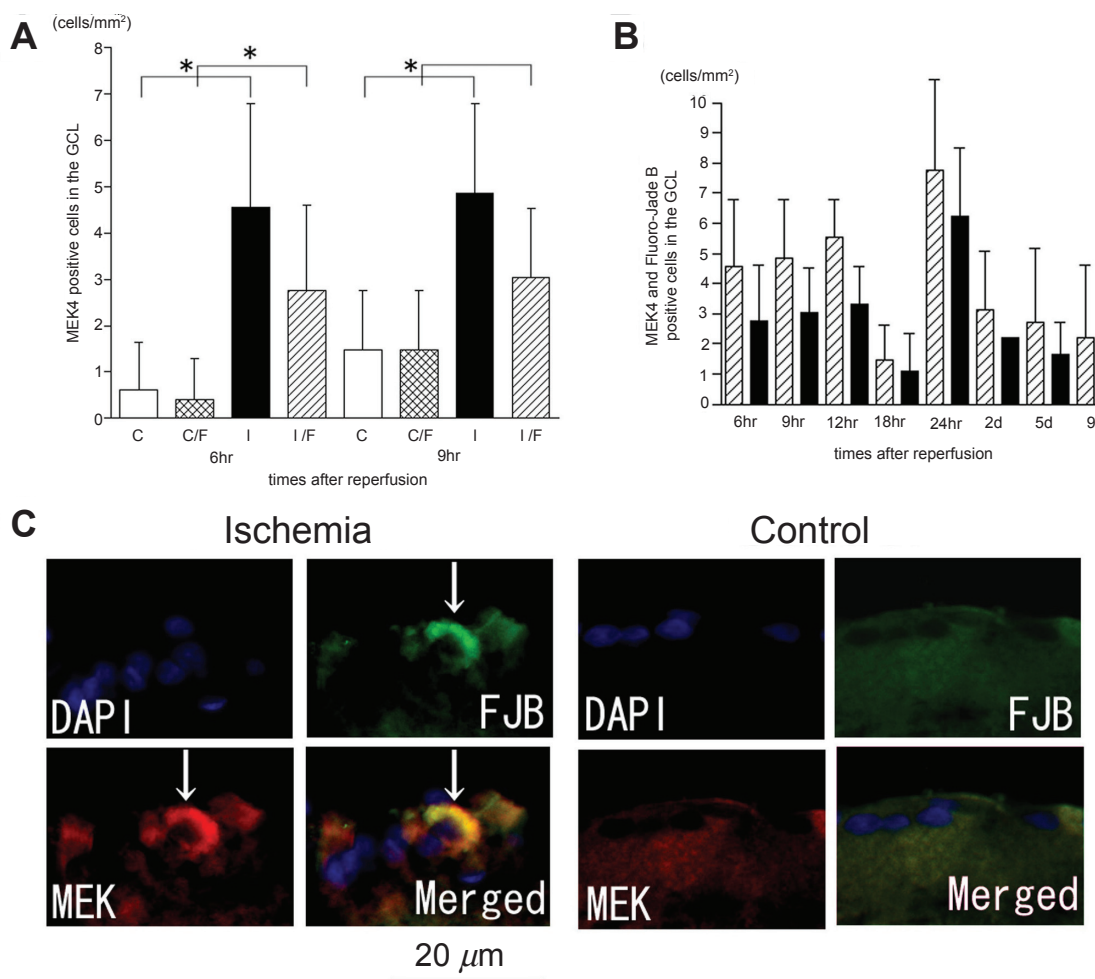 A
(cells/mm²)
MEK4 positive cells in the GCL
8
7
6
5
4
3
2
1
0
* * *
C C/F I I /F C C/F I I /F
6hr 9hr
times after reperfusion
B
(cells/mm²)
MEK4 and Fluoro-Jade B
positive cells in the GCL
10
9
8
7
6
5
4
3
2
1
0
6hr 9hr 12hr 18hr 24hr 2d 5d 9
times after reperfusion
C
Ischemia
Control
DAPI
FJB
DAPI
FJB
MEK
Merged
MEK
Merged
20 μm